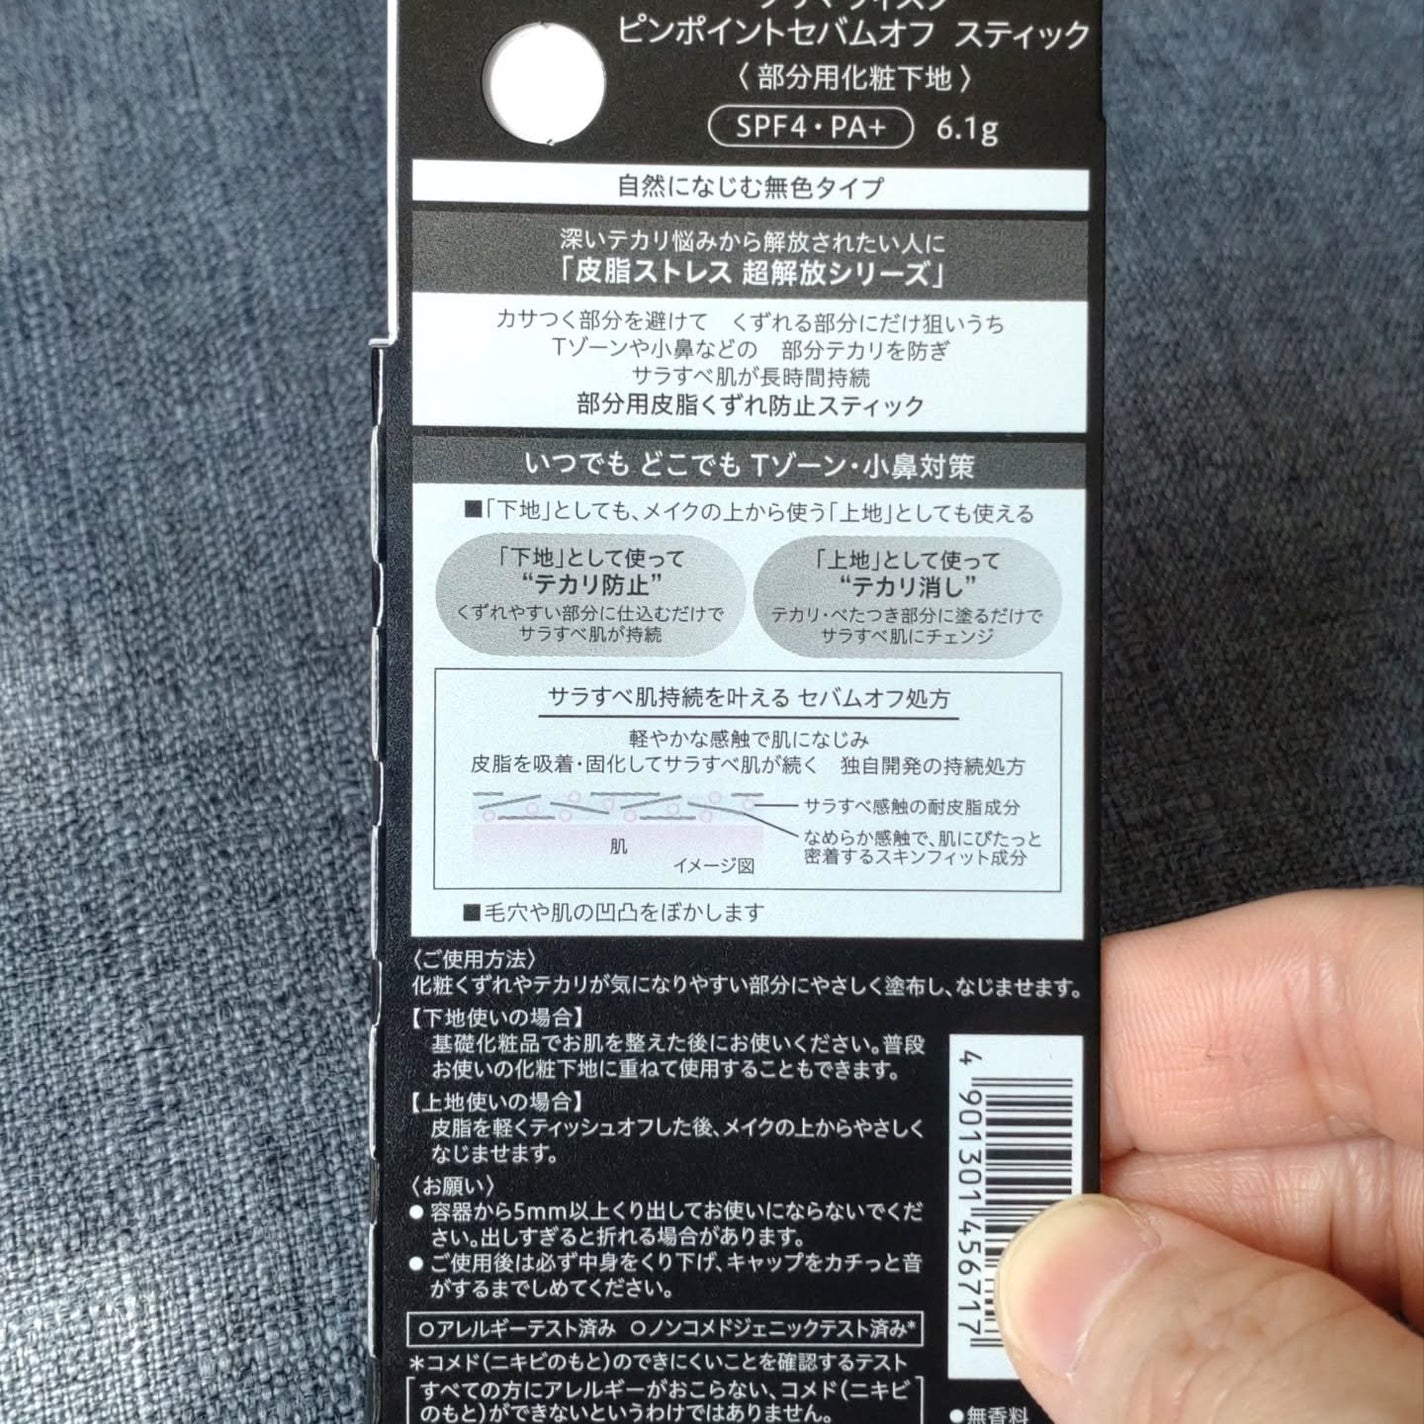 ピンポイントセバムオフ スティック
〈部分用化粧下地〉
SPF4・PA+ 6.1g
自然になじむ無色タイプ
深いテカリ悩みから解放されたい人に
「皮脂ストレス 超解放シリーズ」
カサつく部分を避けて くずれる部分にだけ狙いうち
Tゾーンや小鼻などの 部分テカリを防ぎ
サラすべ肌が長時間持続
部分用皮脂くずれ防止スティック
いつでも どこでも Tゾーン・小鼻対策
■「下地」としても、メイクの上から使う「上地」としても使える
「下地」として使って
“テカリ防止”
くずれやすい部分に仕込むだけで
サラすべ肌が持続
「上地」として使って
“テカリ消し”
テカリ・べたつき部分に塗るだけで
サラすべ肌にチェンジ
サラすべ肌持続を叶える セバムオフ処方
軽やかな感触で肌になじみ
皮脂を吸着・固化してサラすべ肌が続く 独自開発の持続処方
サラすべ感触の耐皮脂成分
なめらか感触で、肌にぴたっと
密着するスキンフィット成分
肌
イメージ図
■毛穴や肌の凹凸をぼかします
〈ご使用方法〉
化粧くずれやテカリが気になりやすい部分にやさしく塗布し、なじませます。
【下地使いの場合】
基礎化粧品でお肌を整えた後にお使いください。普段
お使いの化粧下地に重ねて使用することもできます。
【上地使いの場合】
皮脂を軽くティッシュオフした後、メイクの上からやさしく
なじませます。
〈お願い〉
●容器から5mm以上くり出してお使いにならないでくだ
さい。出しすぎると折れる場合があります。
●ご使用後は必ず中身をくり下げ、キャップをカチっと音
がするまでしめてください。
○アレルギーテスト済み ○ノンコメドジェニックテスト済み*
*コメド(ニキビのもと)のできにくいことを確認するテスト
[すべての方にアレルギーがおこらない、コメド(ニキビ
のもと)ができないというわけではありません。]
4 901301 456717
●無香料